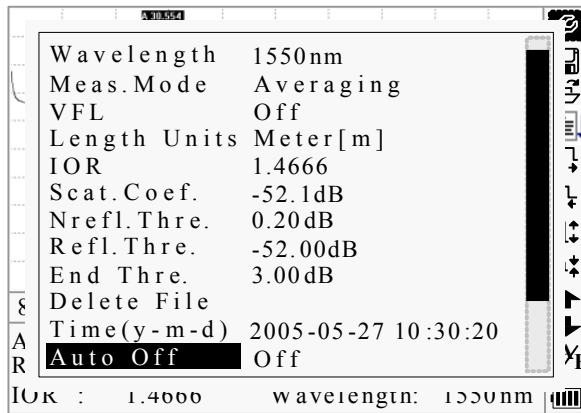 A 30.554
Wavelength 1550nm
Meas.Mode Averaging
VFL Off
Length Units Meter[m]
IOR 1.4666
Scat.Coef. -52.1dB
Nrefl.Thre. 0.20dB
Refl.Thre. -52.00dB
End Thre. 3.00dB
Delete File
Time(y-m-d) 2005-05-27 10:30:20
Auto Off Off
A
R
IOR : 1.4666 Wavelength: 1550nm